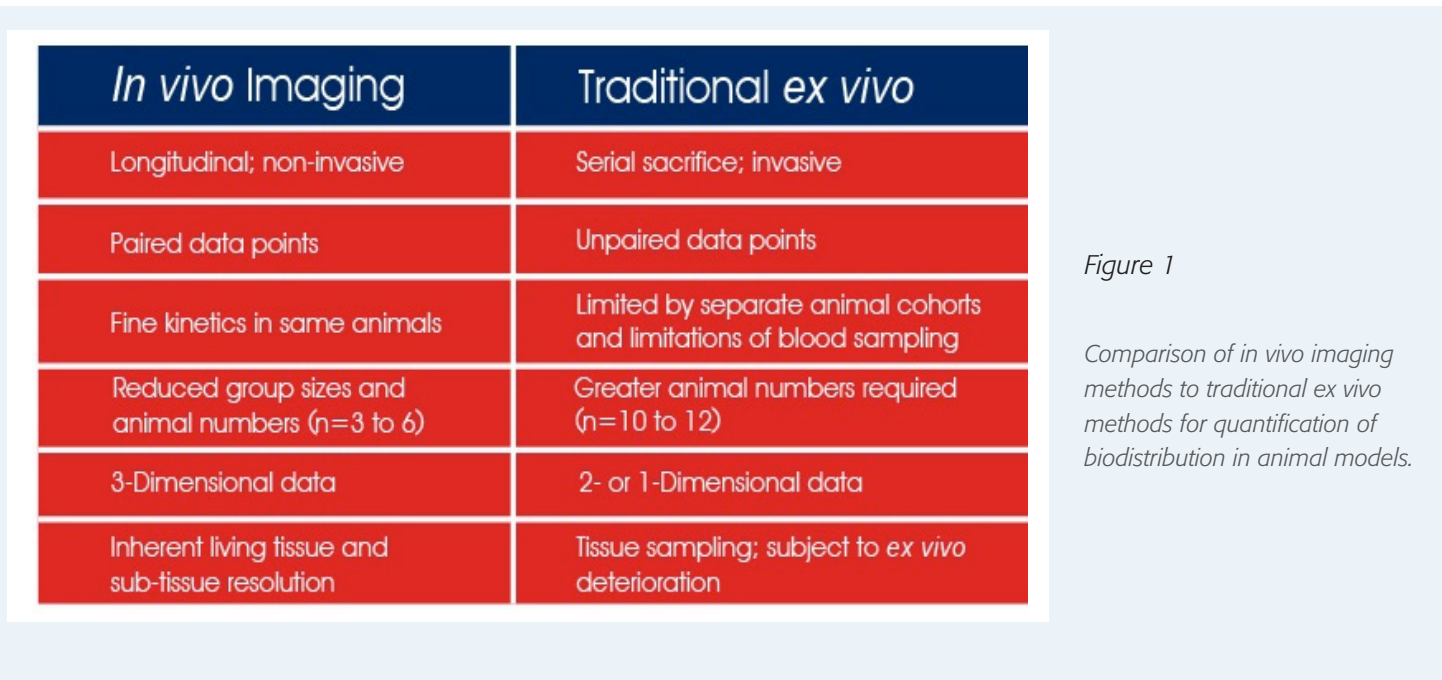 In vivo Imaging
Traditional ex vivo
Longitudinal; non-invasive
Serial sacrifice; invasive
Paired data points
Unpaired data points
Fine kinetics in same animals
Limited by separate animal cohorts
and limitations of blood sampling
Reduced group sizes and
animal numbers (n=3 to 6)
Greater animal numbers required
(n=10 to 12)
3-Dimensional data
2- or 1-Dimensional data
Inherent living tissue and
sub-tissue resolution
Tissue sampling; subject to ex vivo
deterioration
Figure 1
Comparison of in vivo imaging
methods to traditional ex vivo
methods for quantification of
biodistribution in animal models.